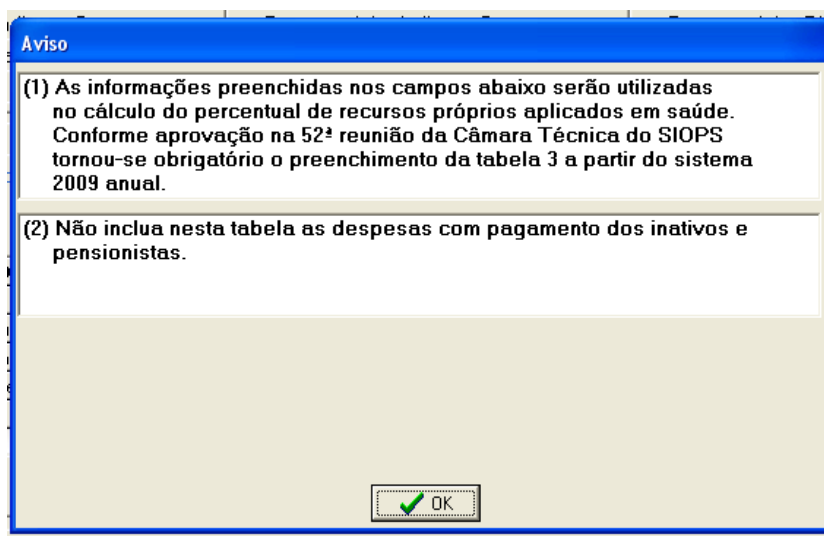 Aviso
(1) As informações preenchidas nos campos abaixo serão utilizadas
no cálculo do percentual de recursos próprios aplicados em saúde.
Conforme aprovação na 52ª reunião da Câmara Técnica do SIOPS
tornou-se obrigatório o preenchimento da tabela 3 a partir do sistema
2009 anual.
(2) Não inclua nesta tabela as despesas com pagamento dos inativos e
pensionistas.
OK